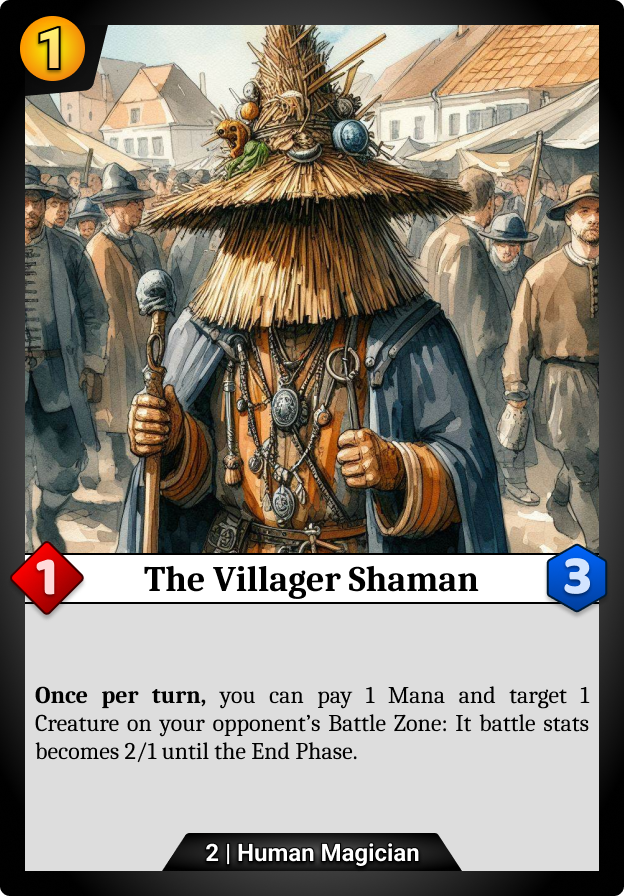 1
1
The Villager Shaman
3
Once per turn, you can pay 1 Mana and target 1
Creature on your opponent’s Battle Zone: It battle stats
becomes 2/1 until the End Phase.
2 | Human Magician